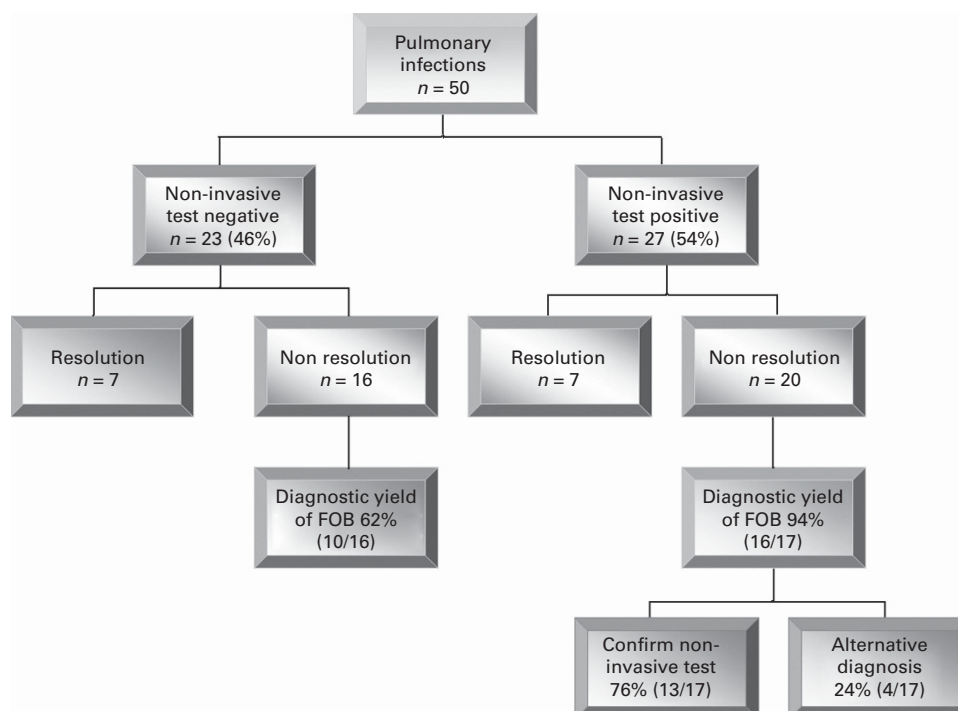 Pulmonary
infections
n = 50
Non-invasive
test negative
n = 23 (46%)
Non-invasive
test positive
n = 27 (54%)
Resolution
n = 7
Non resolution
n = 16
Resolution
n = 7
Non resolution
n = 20
Diagnostic yield
of FOB 62%
(10/16)
Diagnostic yield
of FOB 94%
(16/17)
Confirm non-
invasive test
76% (13/17)
Alternative
diagnosis
24% (4/17)